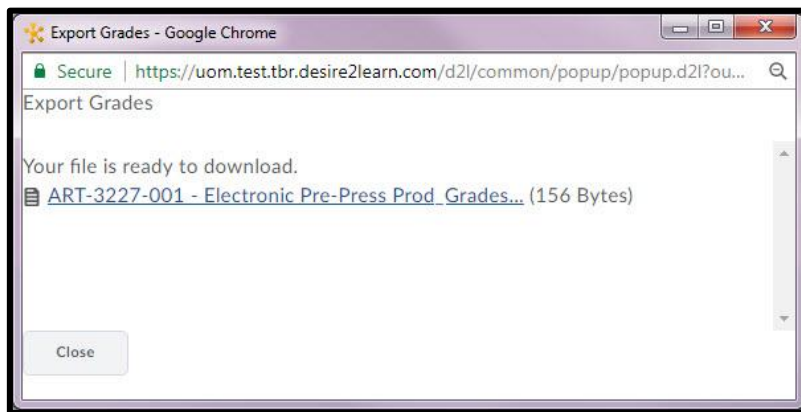 Export Grades - Google Chrome
Secure | https://uom.test.tbr.desire2learn.com/d2l/common/popup/popup.d2l?ou...
Export Grades
Your file is ready to download.
ART-3227-001 - Electronic Pre-Press Prod_Grades... (156 Bytes)
Close